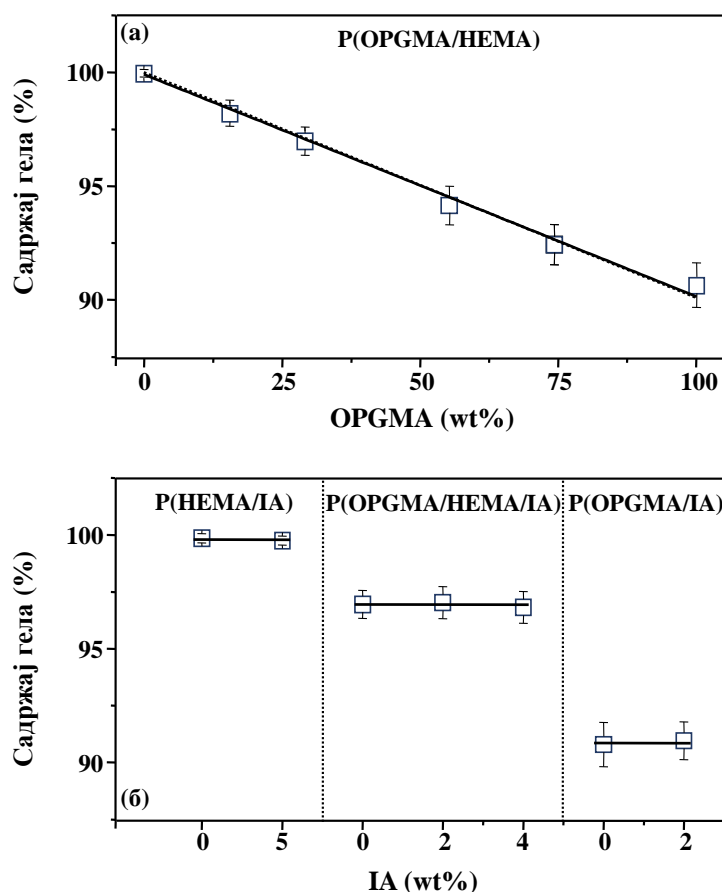 (а)
P(OPGMA/HEMA)
Садржај гела (%)
100
95
90
0 25 50 75 100
OPGMA (wt%)
P(HEMA/IA) P(OPGMA/HEMA/IA) P(OPGMA/IA)
Садржај гела (%)
100
95
90
(б)
0 5 0 2 4 0 2
IA (wt%)